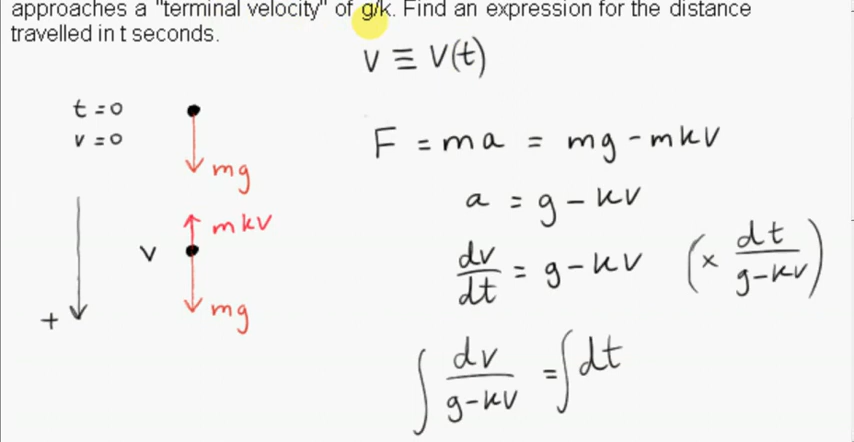 approaches a "terminal velocity" of g/k. Find an expression for the distance
travelled in t seconds.
v ≡ v(t)
t = 0
v = 0
mg
mkv
v
mg
+
F = ma = mg - mkv
a = g - kv
dv/dt = g - kv (× dt/g-kv)
∫ dv/g-kv = ∫ dt